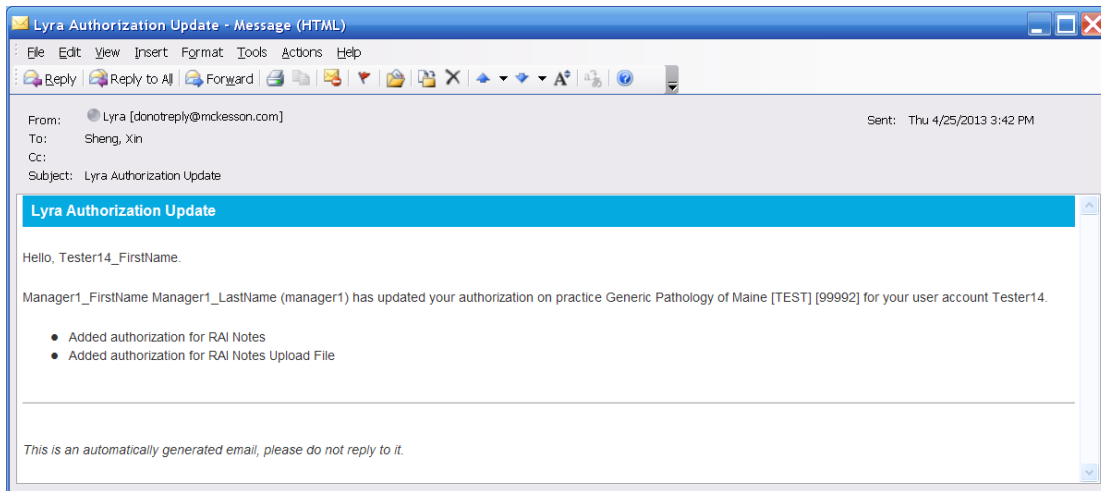 Lyra Authorization Update - Message (HTML)
File Edit View Insert Format Tools Actions Help
Reply Reply to All Forward
From: Lyra [donotreply@mckesson.com] Sent: Thu 4/25/2013 3:42 PM
To: Sheng, Xin
Cc:
Subject: Lyra Authorization Update
Lyra Authorization Update
Hello, Tester14_FirstName.
Manager1_FirstName Manager1_LastName (manager1) has updated your authorization on practice Generic Pathology of Maine [TEST] [99992] for your user account Tester14.
● Added authorization for RAI Notes
● Added authorization for RAI Notes Upload File
This is an automatically generated email, please do not reply to it.